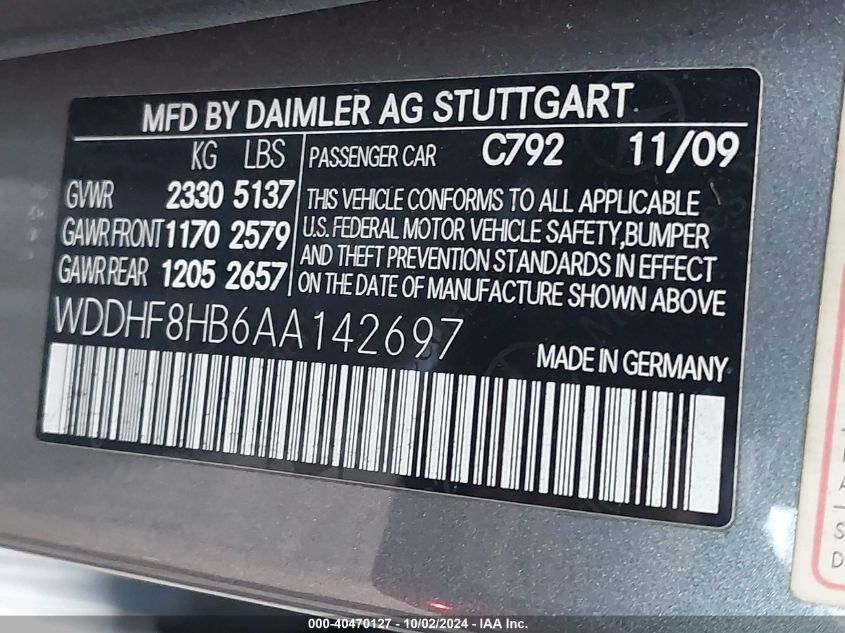 MFD BY DAIMLER AG STUTTGART
KG LBS
GVWR 2330 5137
GAWR FRONT 1170 2579
GAWR REAR 1205 2657
PASSENGER CAR C792 11/09
THIS VEHICLE CONFORMS TO ALL APPLICABLE
U.S. FEDERAL MOTOR VEHICLE SAFETY,BUMPER
AND THEFT PREVENTION STANDARDS IN EFFECT
ON THE DATE OF MANUFACTURE SHOWN ABOVE
WDDHF8HB6AA142697
MADE IN GERMANY
000-40470127 - 10/02/2024 - IAA Inc.